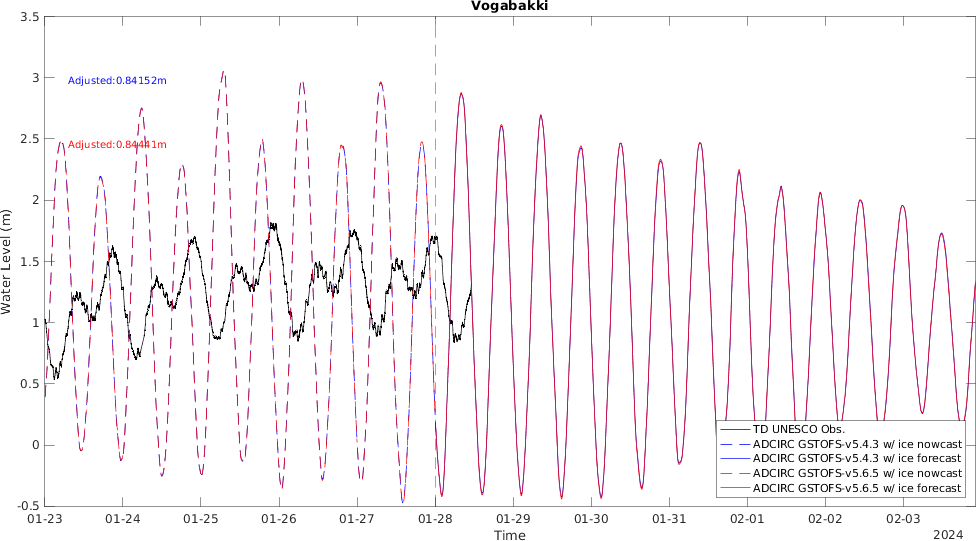 Vogabakki
3.5
3
2.5
2
1.5
1
0.5
0
-0.5
Water Level (m)
Adjusted:0.84152m
Adjusted:0.84441m
TD UNESCO Obs.
ADCIRC GSTOFS-v5.4.3 w/ ice nowcast
ADCIRC GSTOFS-v5.4.3 w/ ice forecast
ADCIRC GSTOFS-v5.6.5 w/ ice nowcast
ADCIRC GSTOFS-v5.6.5 w/ ice forecast
01-23 01-24 01-25 01-26 01-27 01-28 01-29 01-30 01-31 02-01 02-02 02-03
Time
2024